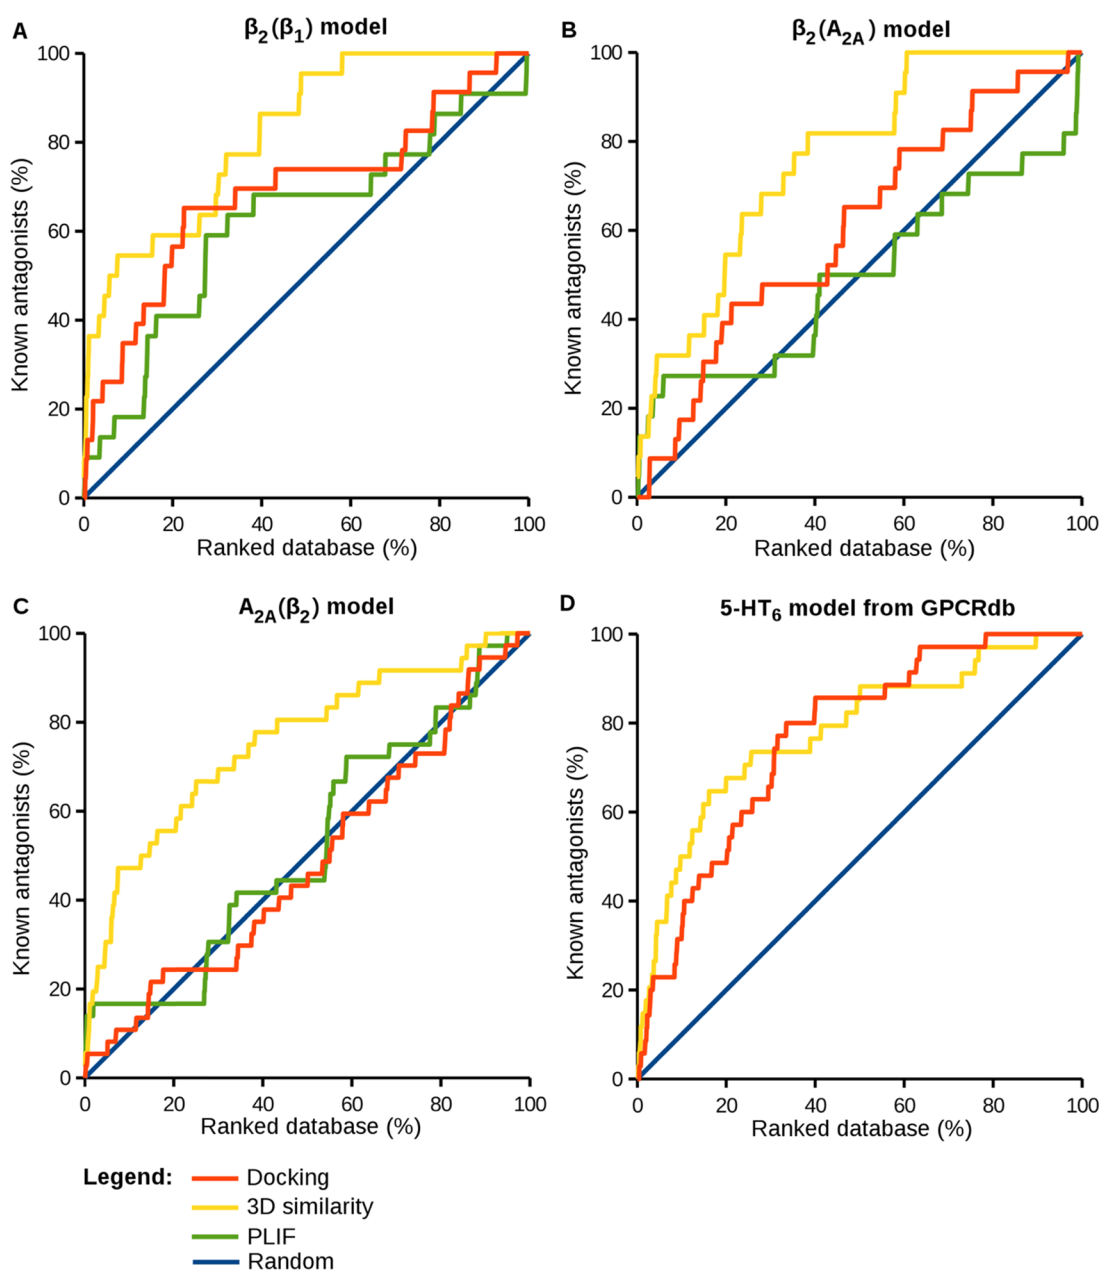 A
β2(β1) model
100
80
60
40
20
0
Known antagonists (%)
0 20 40 60 80 100
Ranked database (%)
B
β2(A2A) model
100
80
60
40
20
0
Known antagonists (%)
0 20 40 60 80 100
Ranked database (%)
C
A2A(β2) model
100
80
60
40
20
0
Known antagonists (%)
0 20 40 60 80 100
Ranked database (%)
D
5-HT6 model from GPCRdb
100
80
60
40
20
0
Known antagonists (%)
0 20 40 60 80 100
Ranked database (%)
Legend:
Docking
3D similarity
PLIF
Random